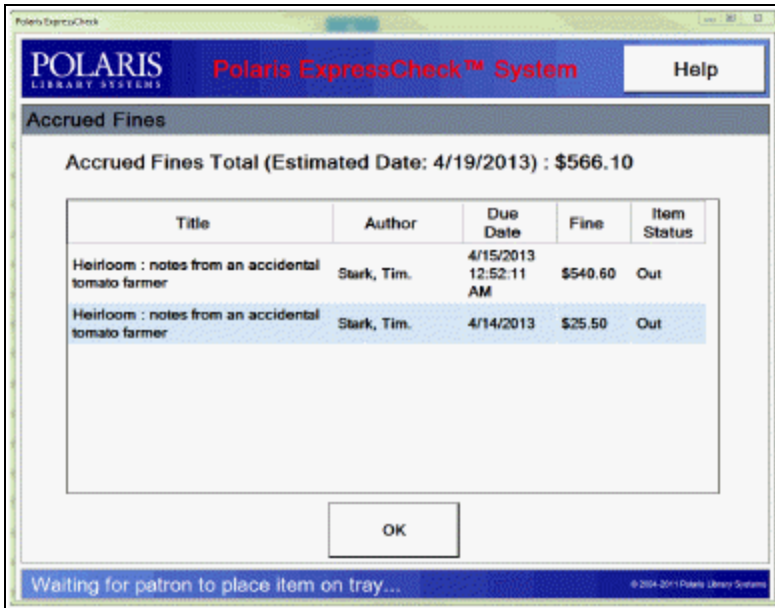 Polaris ExpressCheck
POLARIS
LIBRARY SYSTEMS
Polaris ExpressCheck™ System
Help
Accrued Fines
Accrued Fines Total (Estimated Date: 4/19/2013) : $566.10
Title Author Due Date Fine Item Status
Heirloom : notes from an accidental
tomato farmer
Stark, Tim.
4/15/2013
12:52:11
AM
$540.60
Out
Heirloom : notes from an accidental
tomato farmer
Stark, Tim.
4/14/2013
$25.50
Out
OK
Waiting for patron to place item on tray...
© 2004-2011 Polaris Library Systems